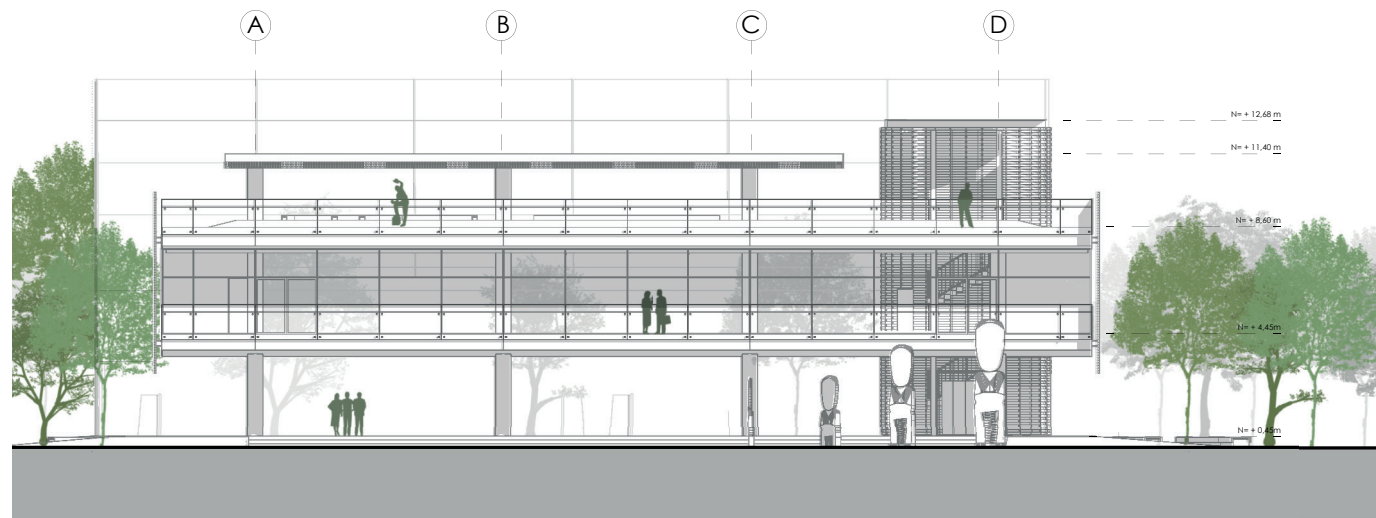 A
B
C
D
N= + 12,68 m
N= + 11,40 m
N= + 8,60 m
N= + 4,45m
N= + 0,45m